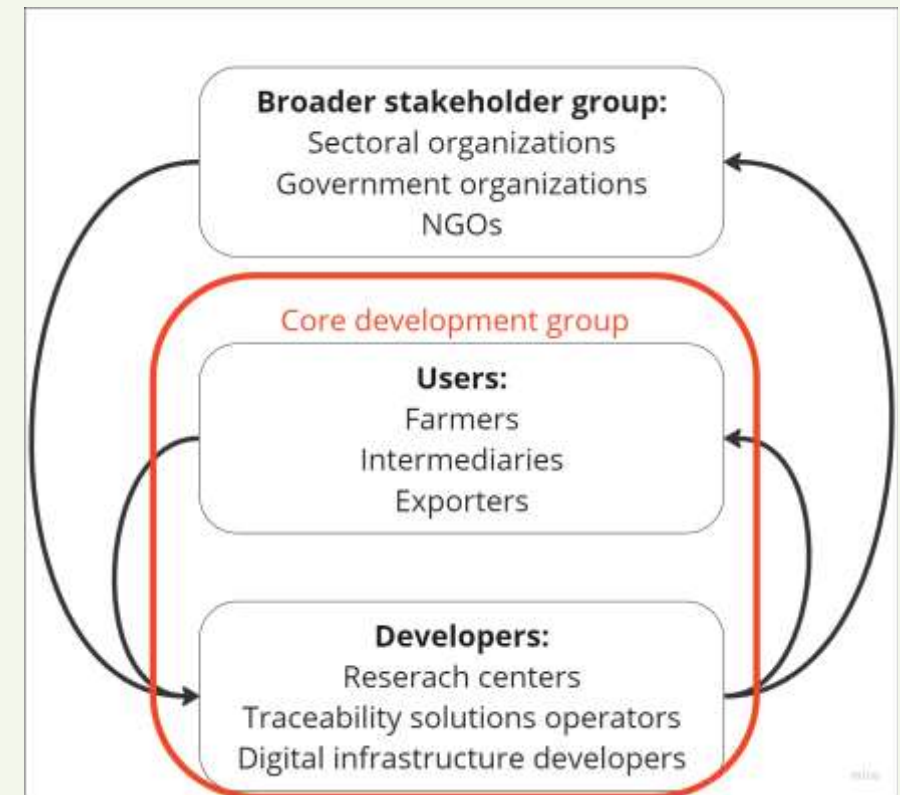 Broader stakeholder group:
Sectoral organizations
Government organizations
NGOs
Core development group
Users:
Farmers
Intermediaries
Exporters
Developers:
Reserach centers
Traceability solutions operators
Digital infrastructure developers
miro